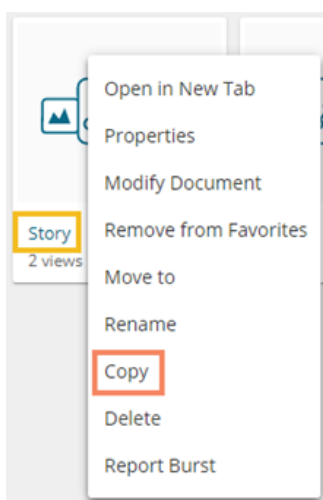 Open in New Tab
Properties
Modify Document
Story
Remove from Favorites
2 views
Move to
Rename
Copy
Delete
Report Burst